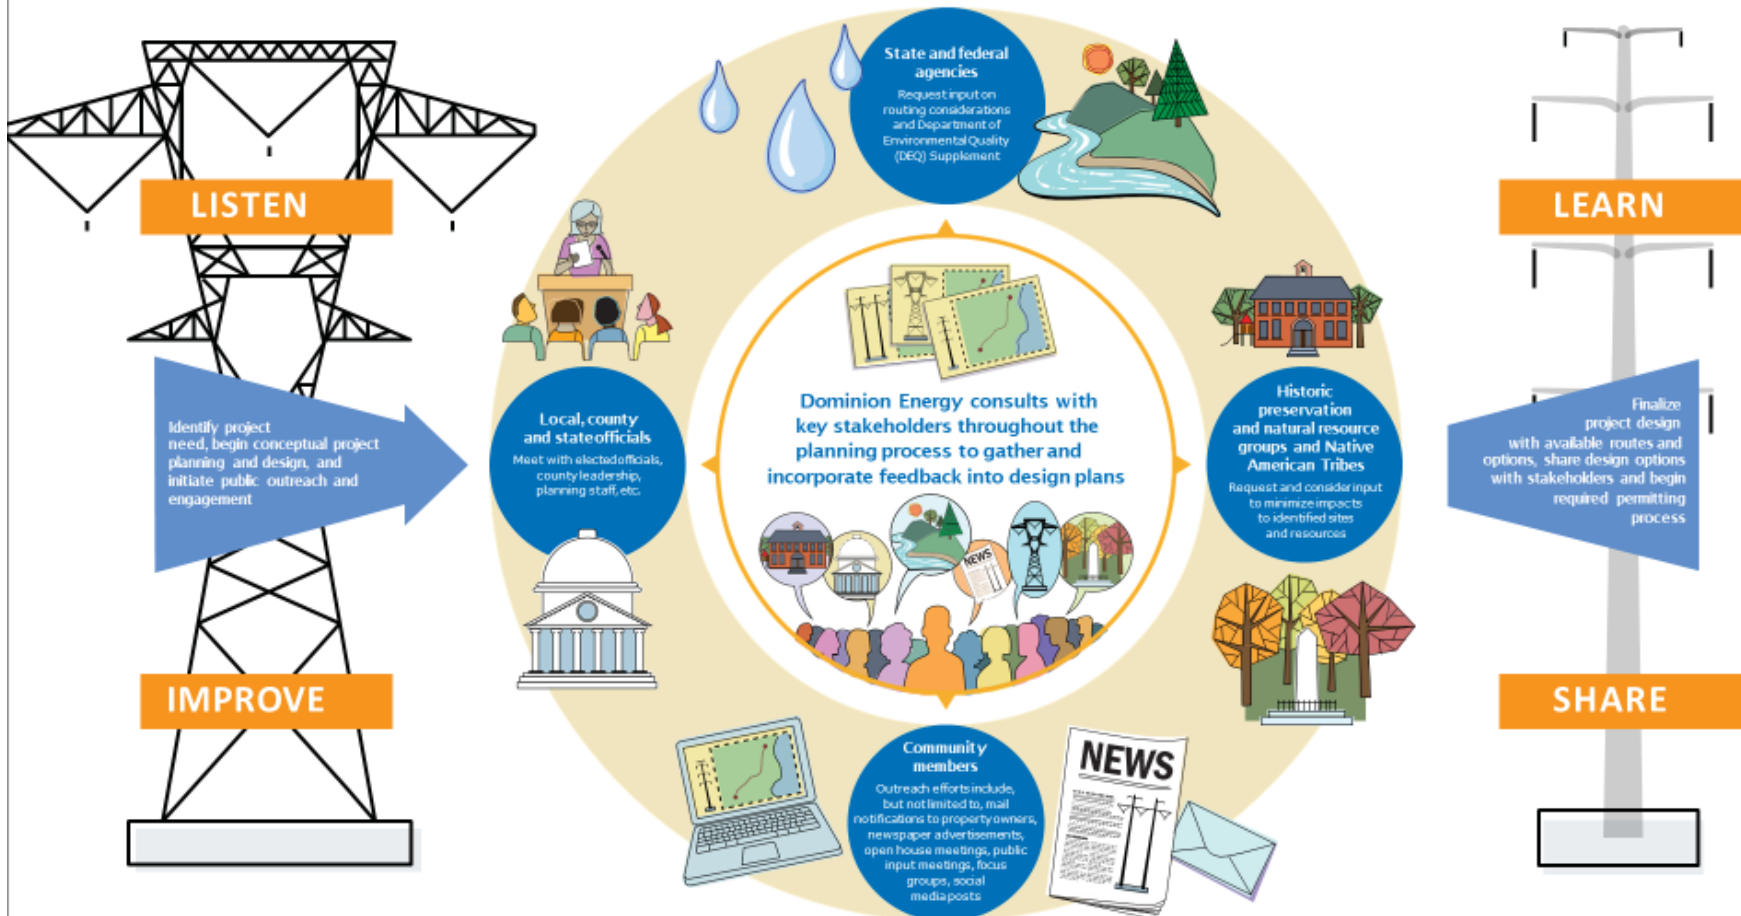 LISTEN
Identify project
need, begin conceptual project
planning and design, and
initiate public outreach and
engagement
IMPROVE
State and federal
agencies
Request input on
routing considerations
and Department of
Environmental Quality
(DEQ) Supplement
Local, county
and state officials
Meet with elected officials,
county leadership,
planning staff, etc.
Dominion Energy consults with
key stakeholders throughout the
planning process to gather and
incorporate feedback into design plans
NEWS
Historic
preservation
and natural resource
groups and Native
American Tribes
Request and consider input
to minimize impacts
to identified sites
and resources
Community
members
Outreach efforts include,
but not limited to, mail
notifications to property owners,
newspaper advertisements,
open house meetings, public
input meetings, focus
groups, social
media posts
NEWS
LEARN
Finalize
project design
with available routes and
options, share design options
with stakeholders and begin
required permitting
process
SHARE